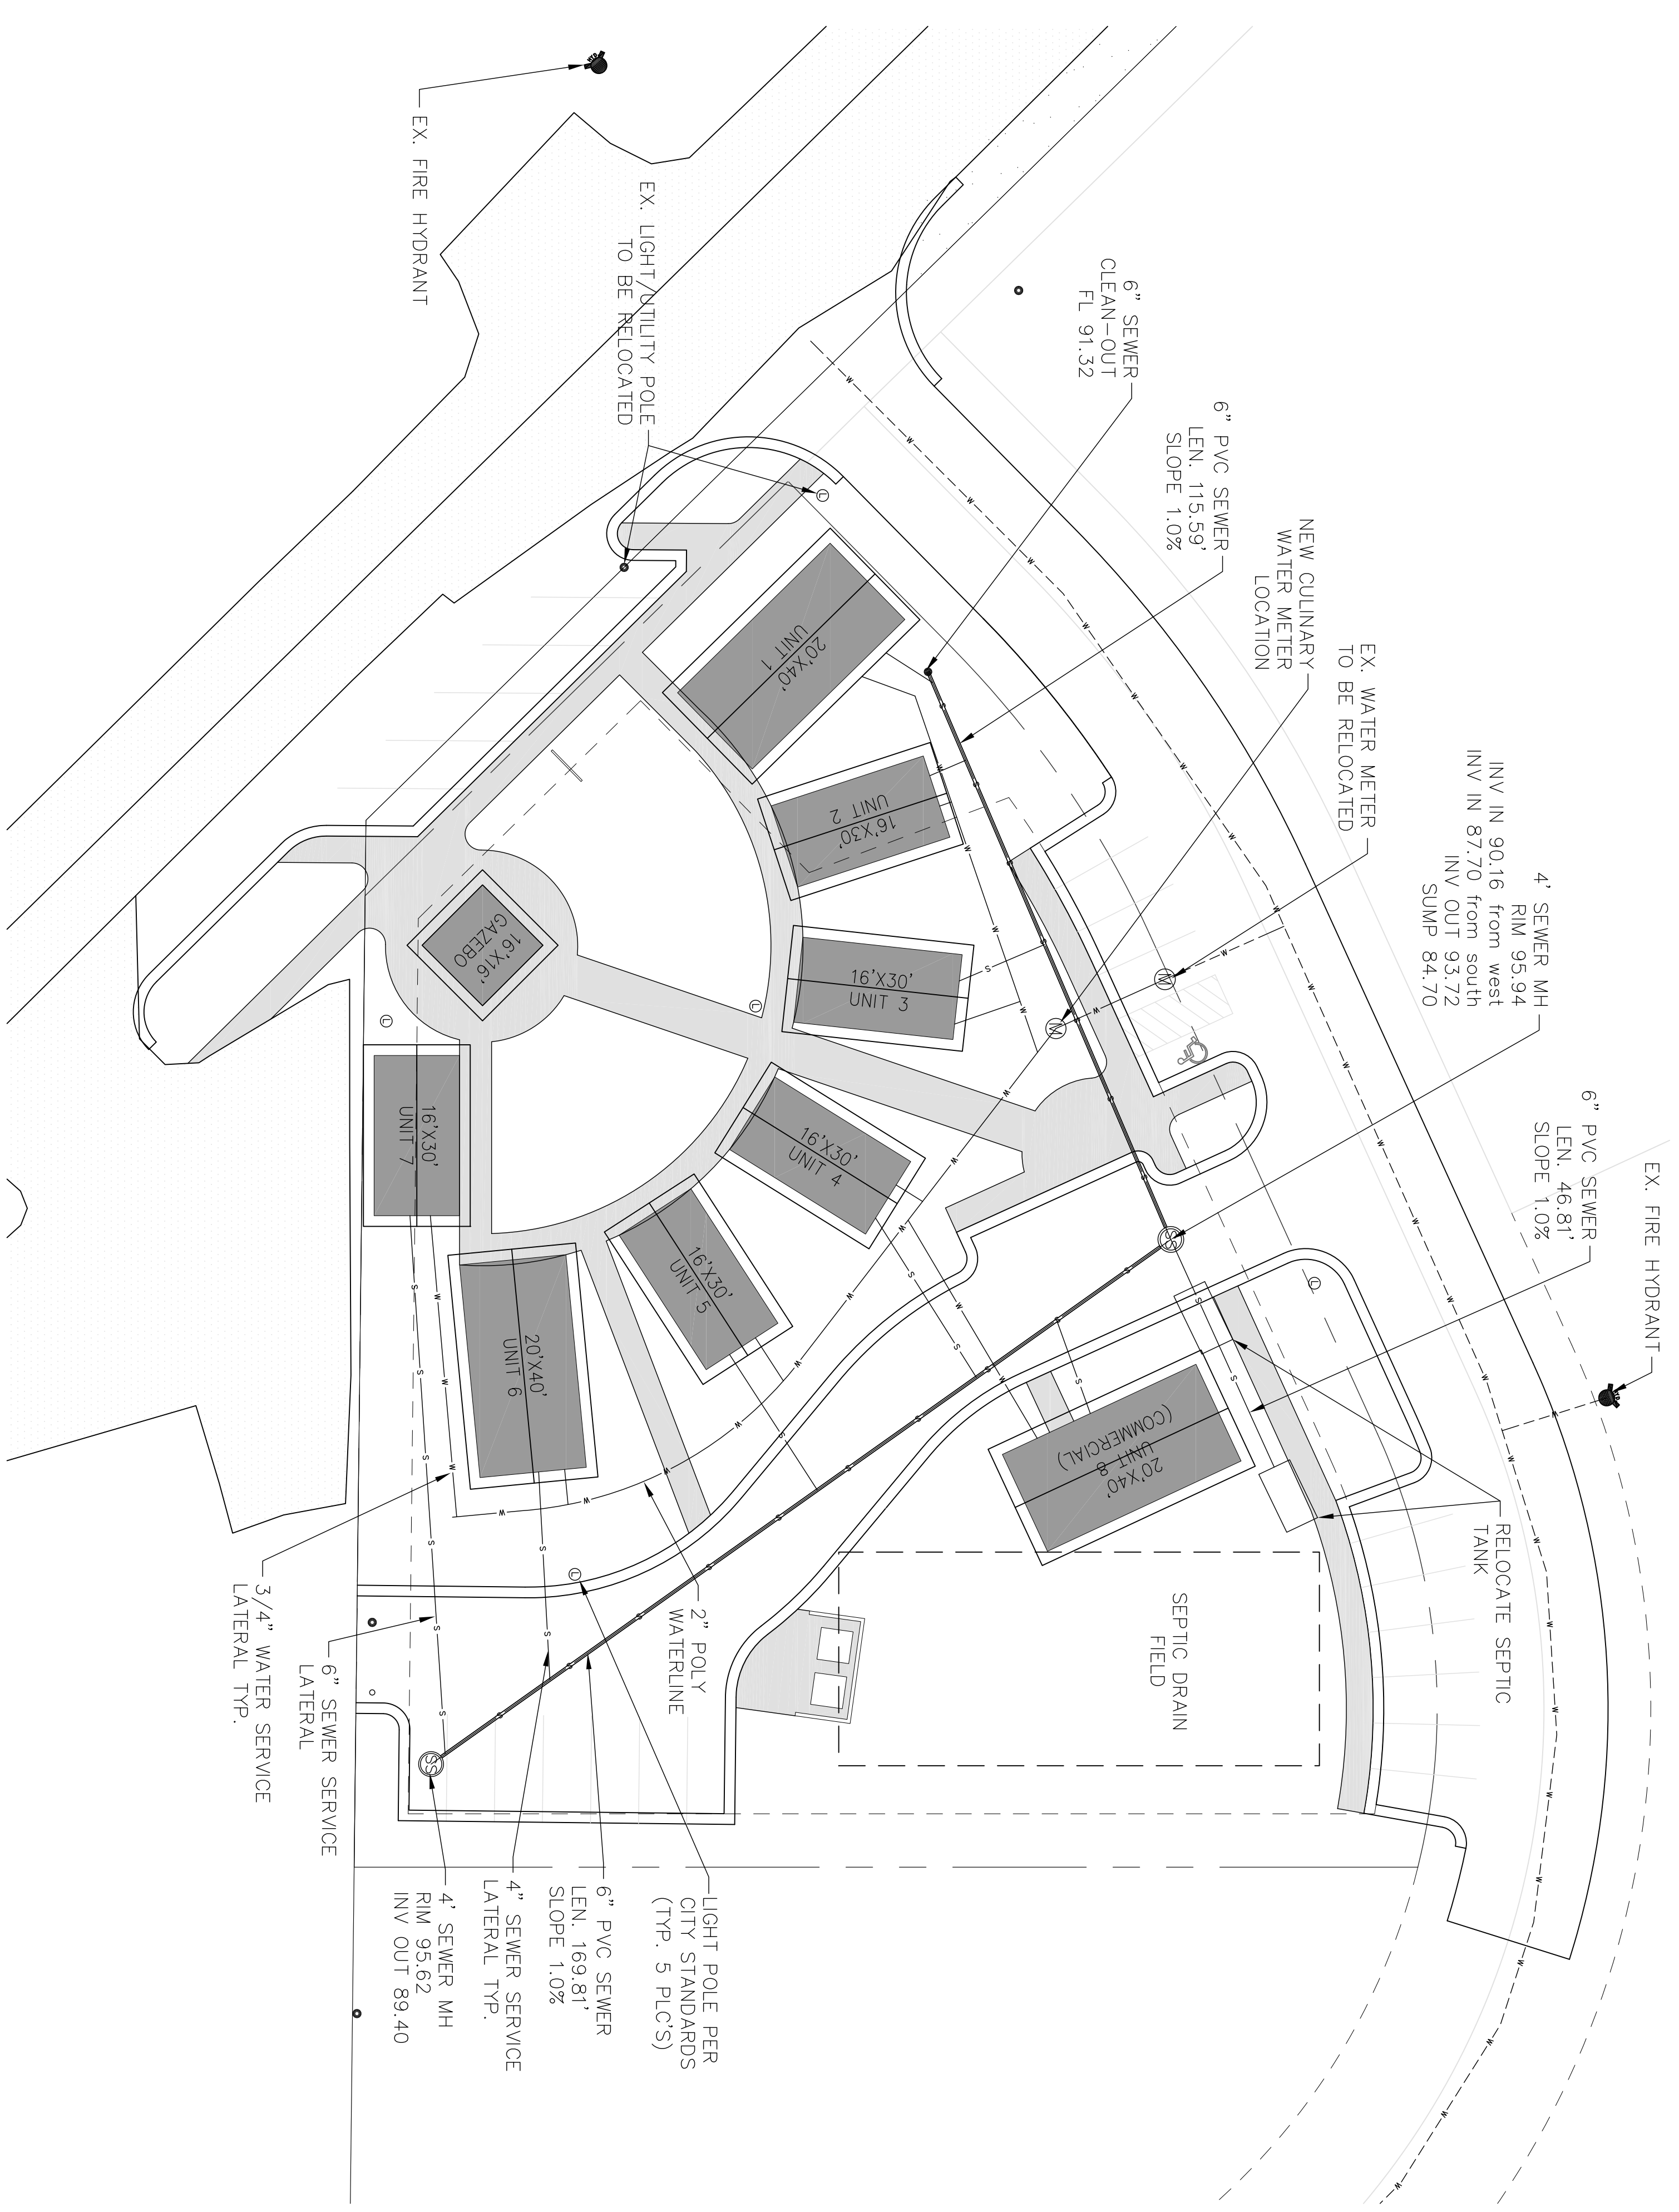 EX. FIRE HYDRANT
6" PVC SEWER
LEN. 46.81'
SLOPE 1.0%
4' SEWER MH
RIM 95.94
INV IN 90.16 from west
INV IN 87.70 from south
INV OUT 93.72
SUMP 84.70
EX. WATER METER
TO BE RELOCATED
NEW CULINARY
WATER METER
LOCATION
6" PVC SEWER
LEN. 115.59'
SLOPE 1.0%
6" SEWER
CLEAN-OUT
FL 91.32
EX. LIGHT/UTILITY POLE
TO BE RELOCATED
EX. FIRE HYDRANT
HYD
HYD
20'X40'
UNIT 1
16'X30'
UNIT 2
16'X30'
UNIT 3
16'X30'
UNIT 4
16'X30'
UNIT 5
20'X40'
UNIT 6
16'X30'
UNIT 7
20'X40'
UNIT 8
(COMMERCIAL)
16'X16'
GAZEBO
RELOCATE SEPTIC
TANK
SEPTIC DRAIN
FIELD
2" POLY
WATERLINE
3/4" WATER SERVICE
LATERAL TYP.
6" SEWER SERVICE
LATERAL
LIGHT POLE PER
CITY STANDARDS
(TYP. 5 PLC'S)
6" PVC SEWER
LEN. 169.81'
SLOPE 1.0%
4" SEWER SERVICE
LATERAL TYP.
4' SEWER MH
RIM 95.62
INV OUT 89.40
SS
SS
M
M
L
L
L
L
L